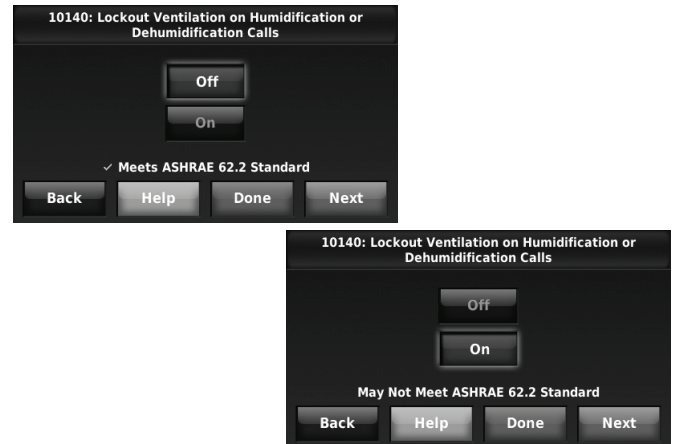 10140: Lockout Ventilation on Humidification or
Dehumidification Calls
Off
On
✓ Meets ASHRAE 62.2 Standard
Back Help Done Next
10140: Lockout Ventilation on Humidification or
Dehumidification Calls
Off
On
May Not Meet ASHRAE 62.2 Standard
Back Help Done Next